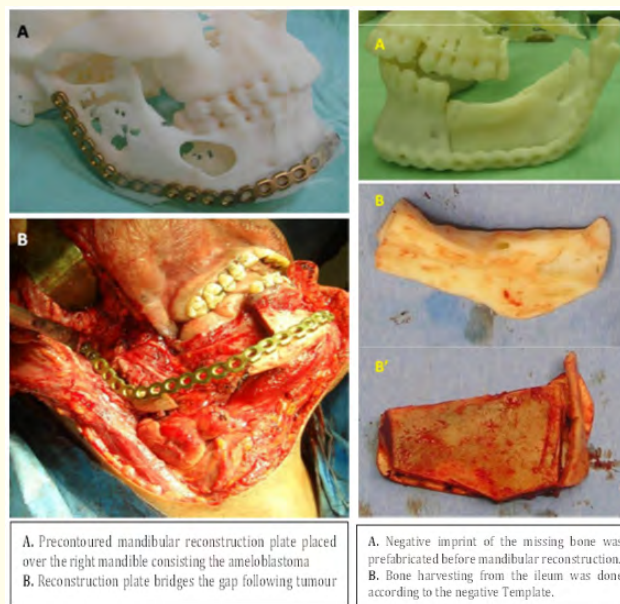 A
B
A. Precontoured mandibular reconstruction plate placed
over the right mandible consisting the ameloblastoma
B. Reconstruction plate bridges the gap following tumour
A
B
B'
A. Negative imprint of the missing bone was
prefabricated before mandibular reconstruction.
B. Bone harvesting from the ileum was done
according to the negative Template.